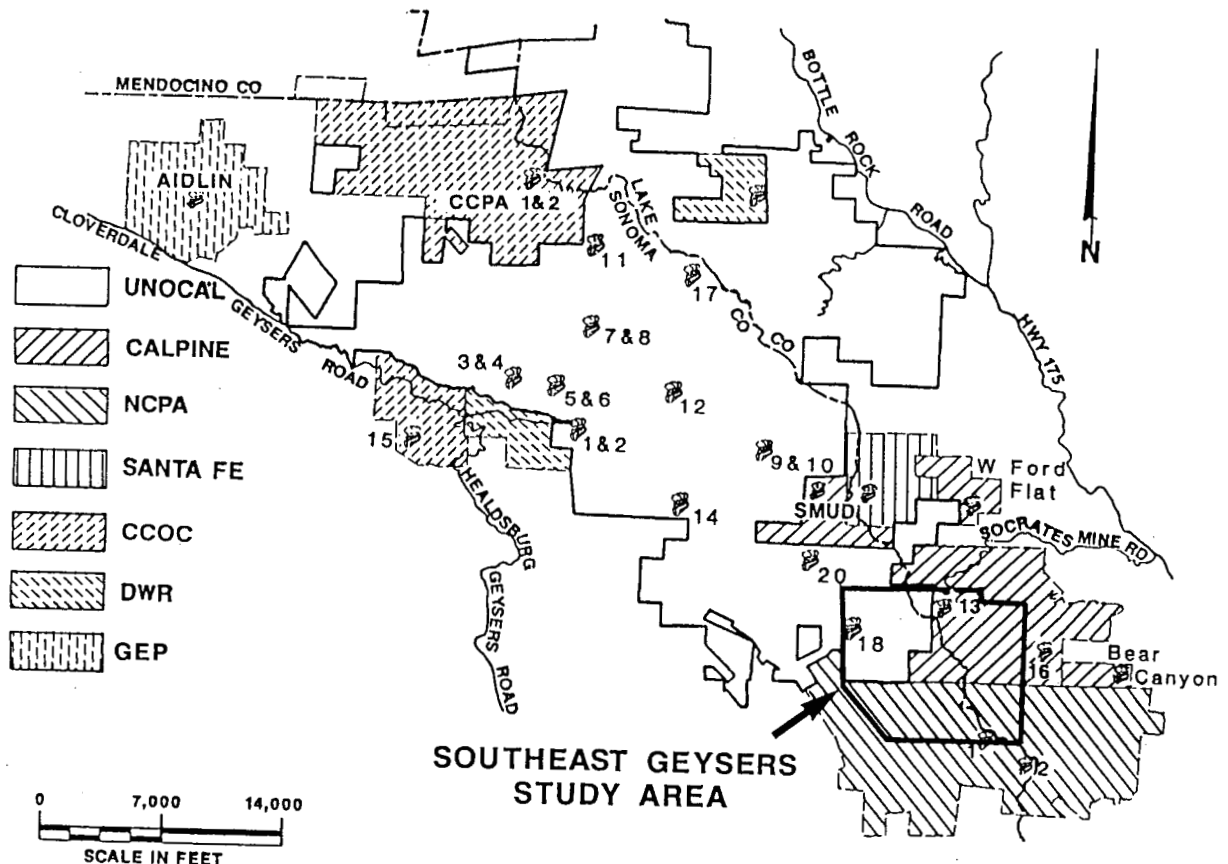 MENDOCINO CO
BOTTLE ROCK ROAD
N
AIDLIN
CCPA 1&2
LAKE
SONOMA
CO
CO
CLOVERDALE GEYSERS ROAD
11
17
7&8
3&4
5&6
12
1&2
15
HWY 175
9&10
W Ford
Flat
SMUD
14
SOCRATES MINE RD
20
13
18
16
Bear
Canyon
1
2
HEALDSBURG GEYSERS ROAD
UNOCAL
CALPINE
NCPA
SANTA FE
CCOC
DWR
GEP
SOUTHEAST GEYSERS
STUDY AREA
0 7,000 14,000
SCALE IN FEET